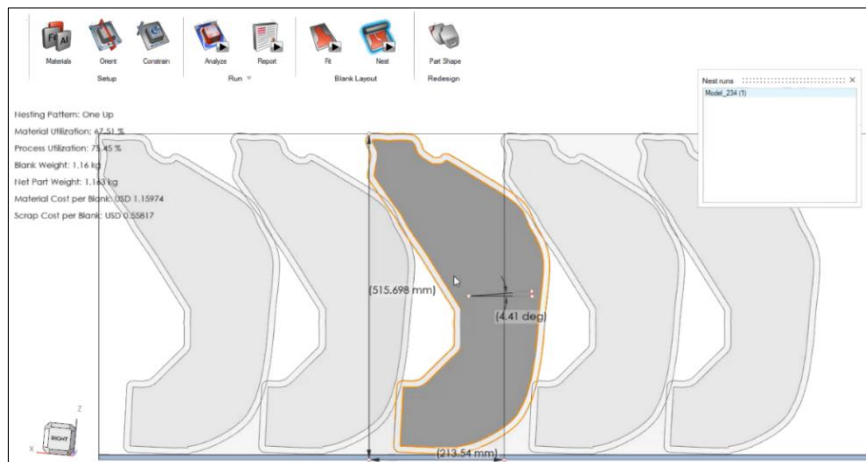 Materials
Orient
Constrain
Analyze
Report
Fit
Nest
Part Shape
Setup
Run
Blank Layout
Redesign
Nest runs
Model_234 (1)
Nesting Pattern: One Up
Material Utilization: 67.51 %
Process Utilization: 75.45 %
Blank Weight: 1.16 kg
Net Part Weight: 1.163 kg
Material Cost per Blank: USD 1.15974
Scrap Cost per Blank: USD 0.55817
(515.698 mm)
(4.41 deg)
(213.54 mm)
RIGHT
Z
X